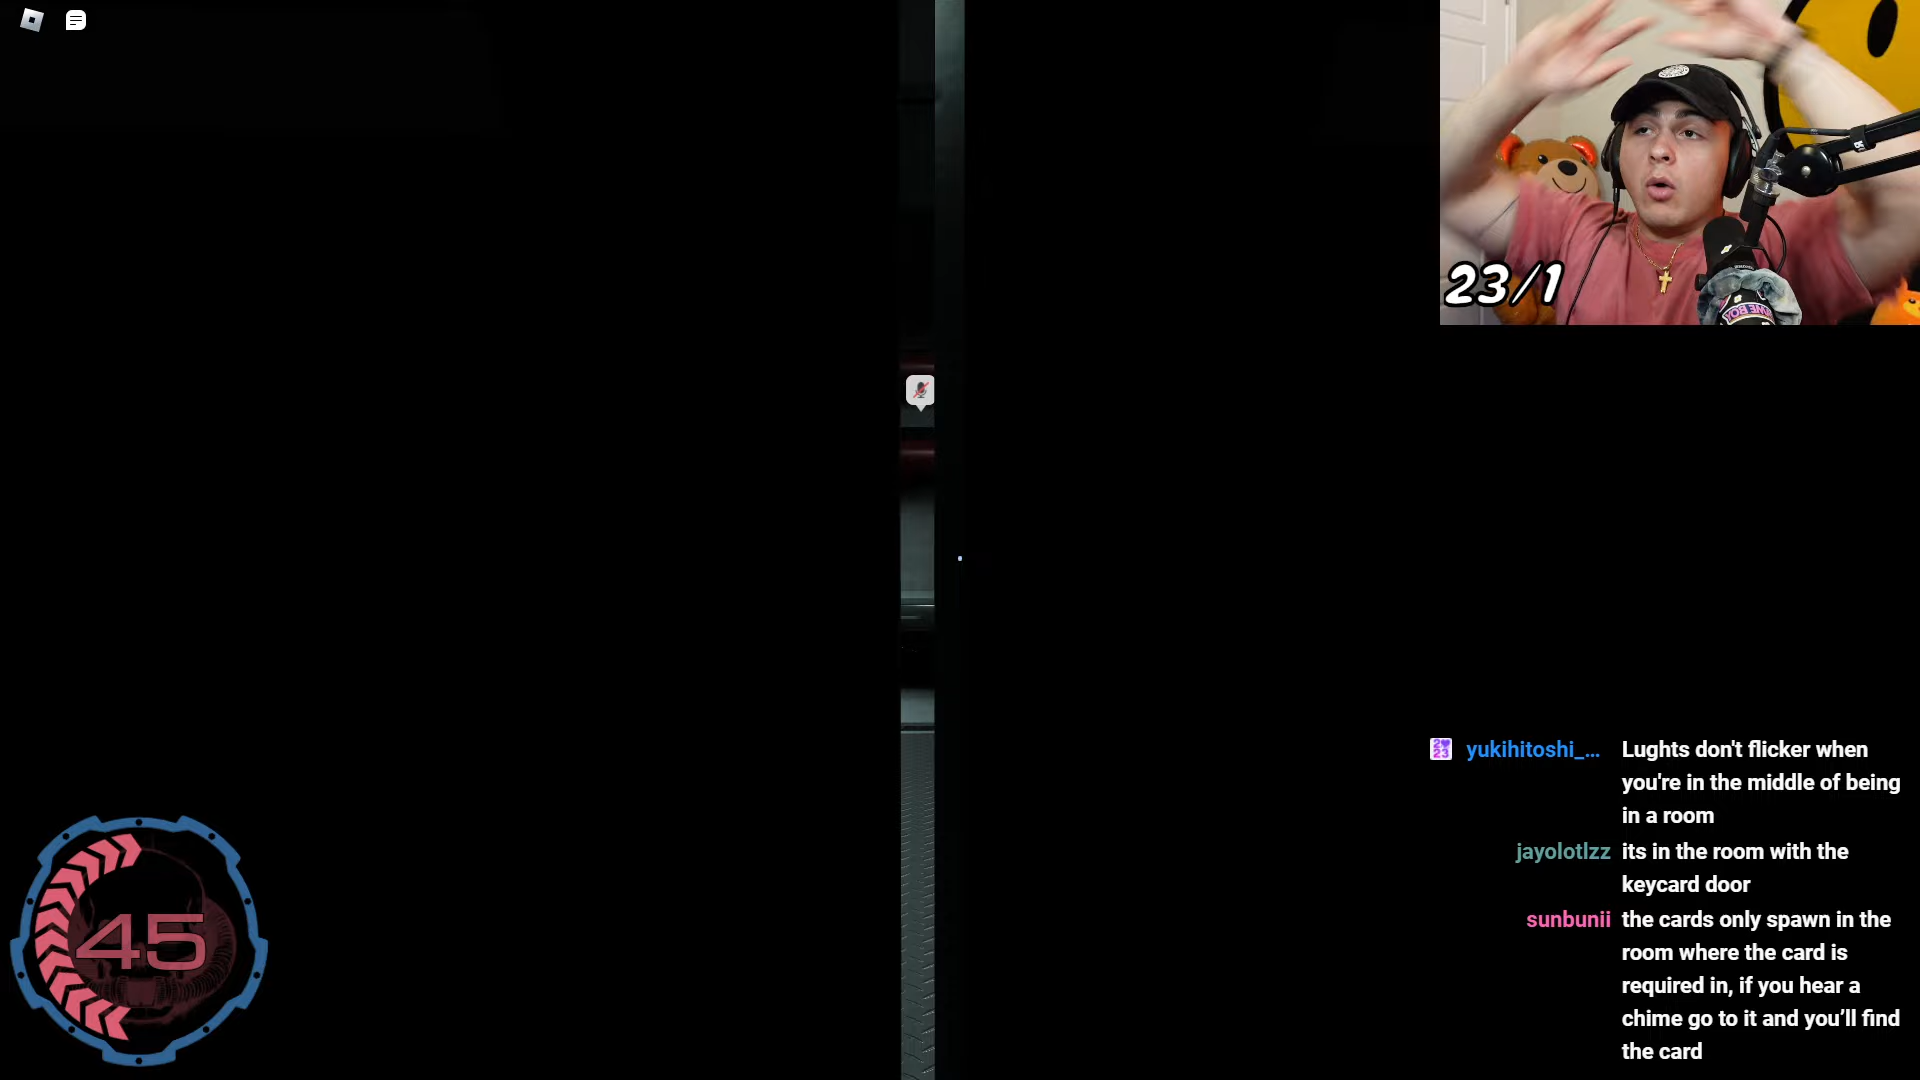 23/1
yukihitoshi_... Lughts don't flicker when
you're in the middle of being
in a room
jayolotlzz its in the room with the
keycard door
sunbunii the cards only spawn in the
room where the card is
required in, if you hear a
chime go to it and you’ll find
the card
45